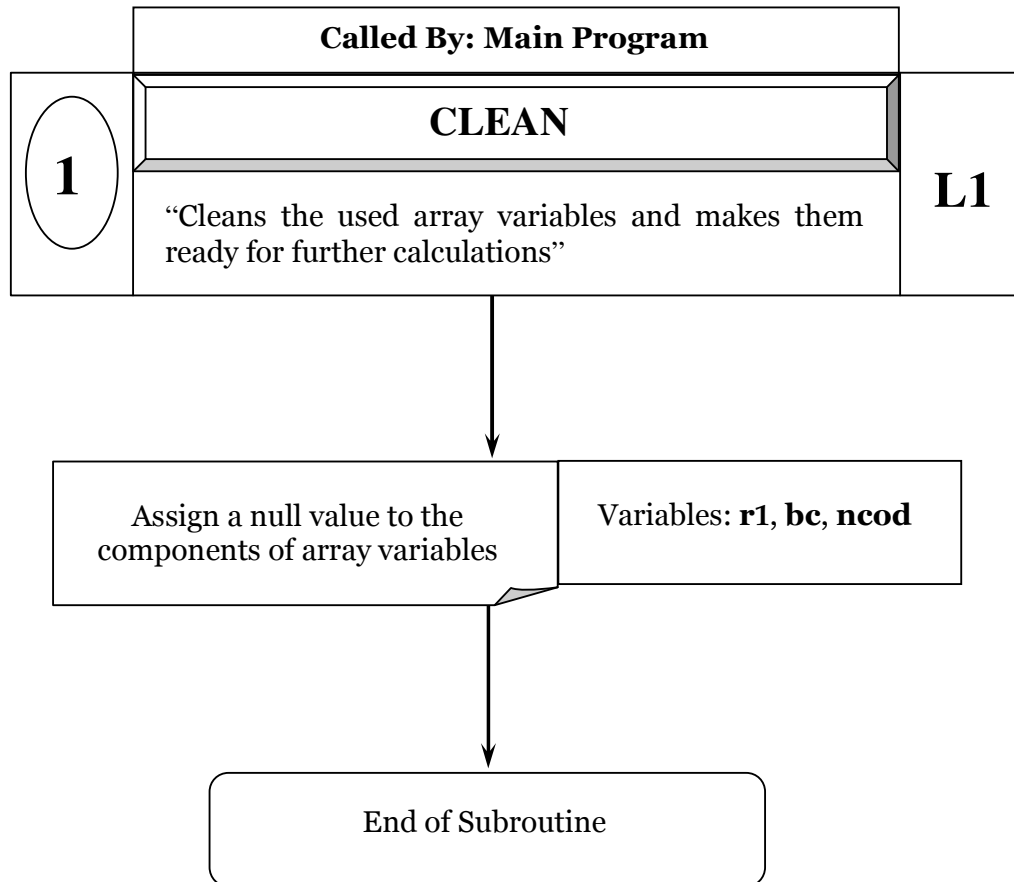 Called By: Main Program
1
CLEAN
L1
“Cleans the used array variables and makes them
ready for further calculations”
Assign a null value to the
components of array variables
Variables: r1, bc, ncod
End of Subroutine